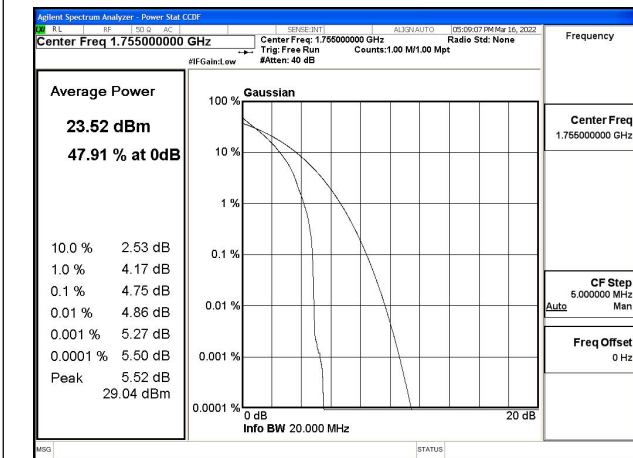 Agilent Spectrum Analyzer - Power Stat CCDF
RL RF 50 Ω AC SENSE:INT ALIGN AUTO 05:09:07 PM Mar 16, 2022
Center Freq 1.755000000 GHz
Center Freq: 1.755000000 GHz Radio Std: None
Trig: Free Run Counts:1.00 M/1.00 Mpt
#IFGain:Low #Atten: 40 dB
Frequency
Average Power
23.52 dBm
47.91 % at 0dB
10.0 % 2.53 dB
1.0 % 4.17 dB
0.1 % 4.75 dB
0.01 % 4.86 dB
0.001 % 5.27 dB
0.0001 % 5.50 dB
Peak 5.52 dB
29.04 dBm
Gaussian
100 %
10 %
1 %
0.1 %
0.01 %
0.001 %
0.0001 %
0 dB 20 dB
Info BW 20.000 MHz
Center Freq
1.755000000 GHz
CF Step
5.000000 MHz
Auto Man
Freq Offset
0 Hz
MSG STATUS